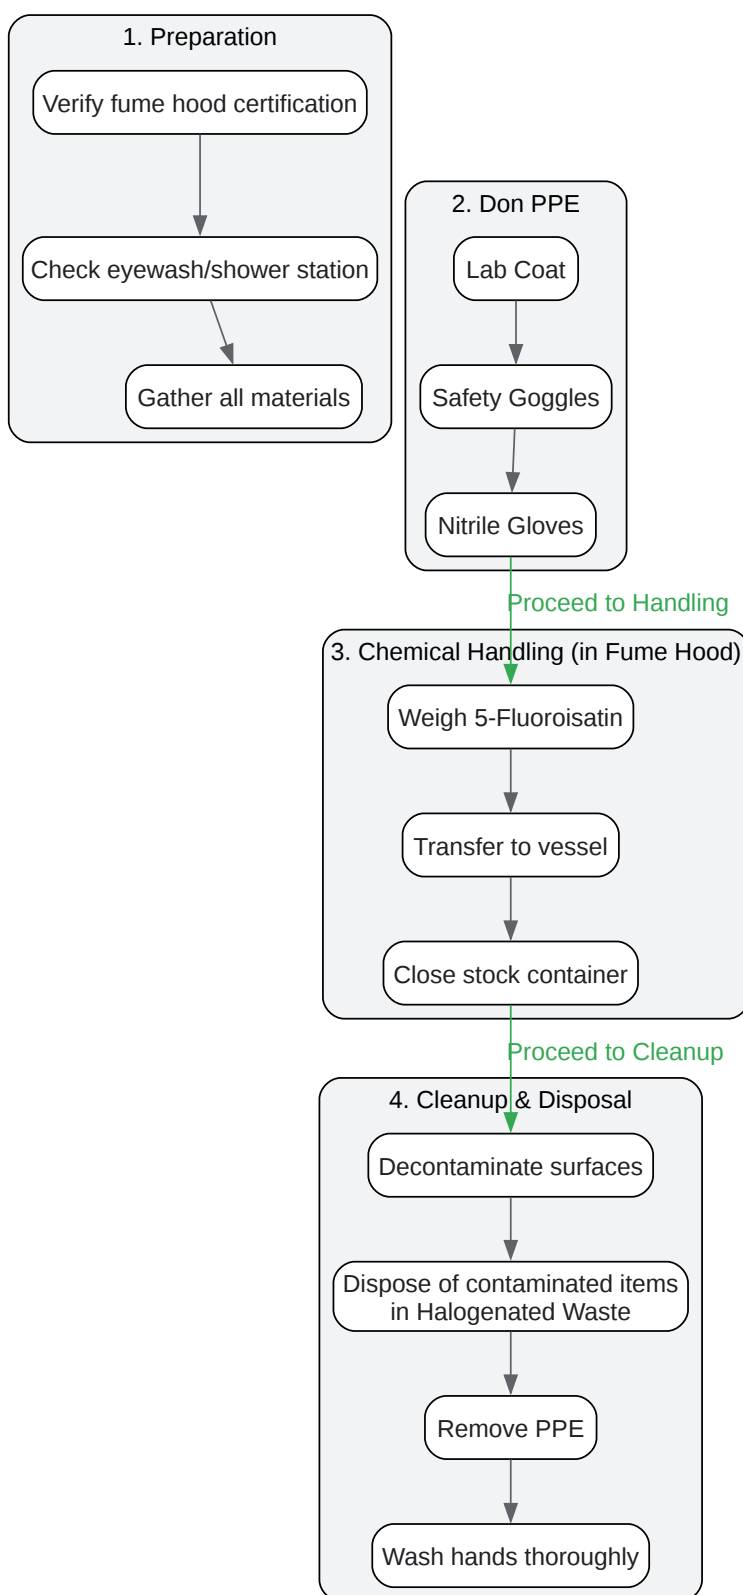 1. Preparation
Verify fume hood certification
Check eyewash/shower station
Gather all materials
2. Don PPE
Lab Coat
Safety Goggles
Nitrile Gloves
Proceed to Handling
3. Chemical Handling (in Fume Hood)
Weigh 5-Fluoroisatin
Transfer to vessel
Close stock container
Proceed to Cleanup
4. Cleanup & Disposal
Decontaminate surfaces
Dispose of contaminated items
in Halogenated Waste
Remove PPE
Wash hands thoroughly